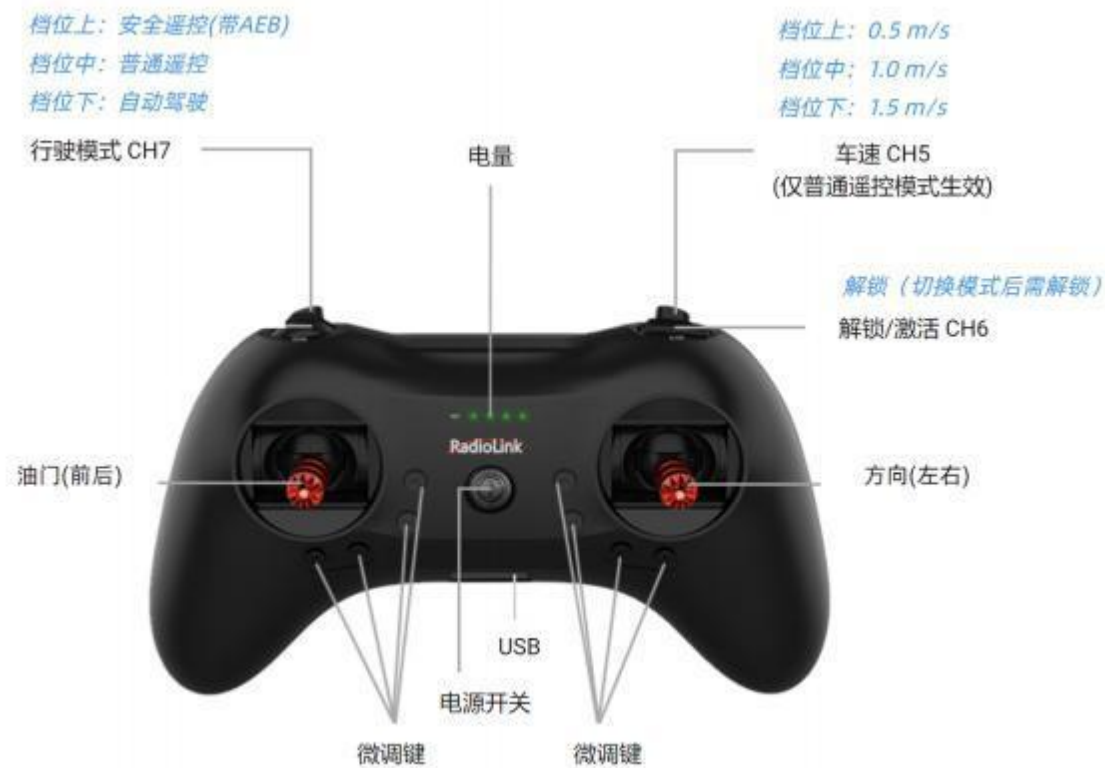 档位上：安全遥控(带AEB)
档位中：普通遥控
档位下：自动驾驶
行驶模式 CH7
电量
档位上：0.5 m/s
档位中：1.0 m/s
档位下：1.5 m/s
车速 CH5
(仅普通遥控模式生效)
解锁（切换模式后需解锁）
解锁/激活 CH6
RadioLink
油门(前后)
方向(左右)
USB
电源开关
微调键
微调键